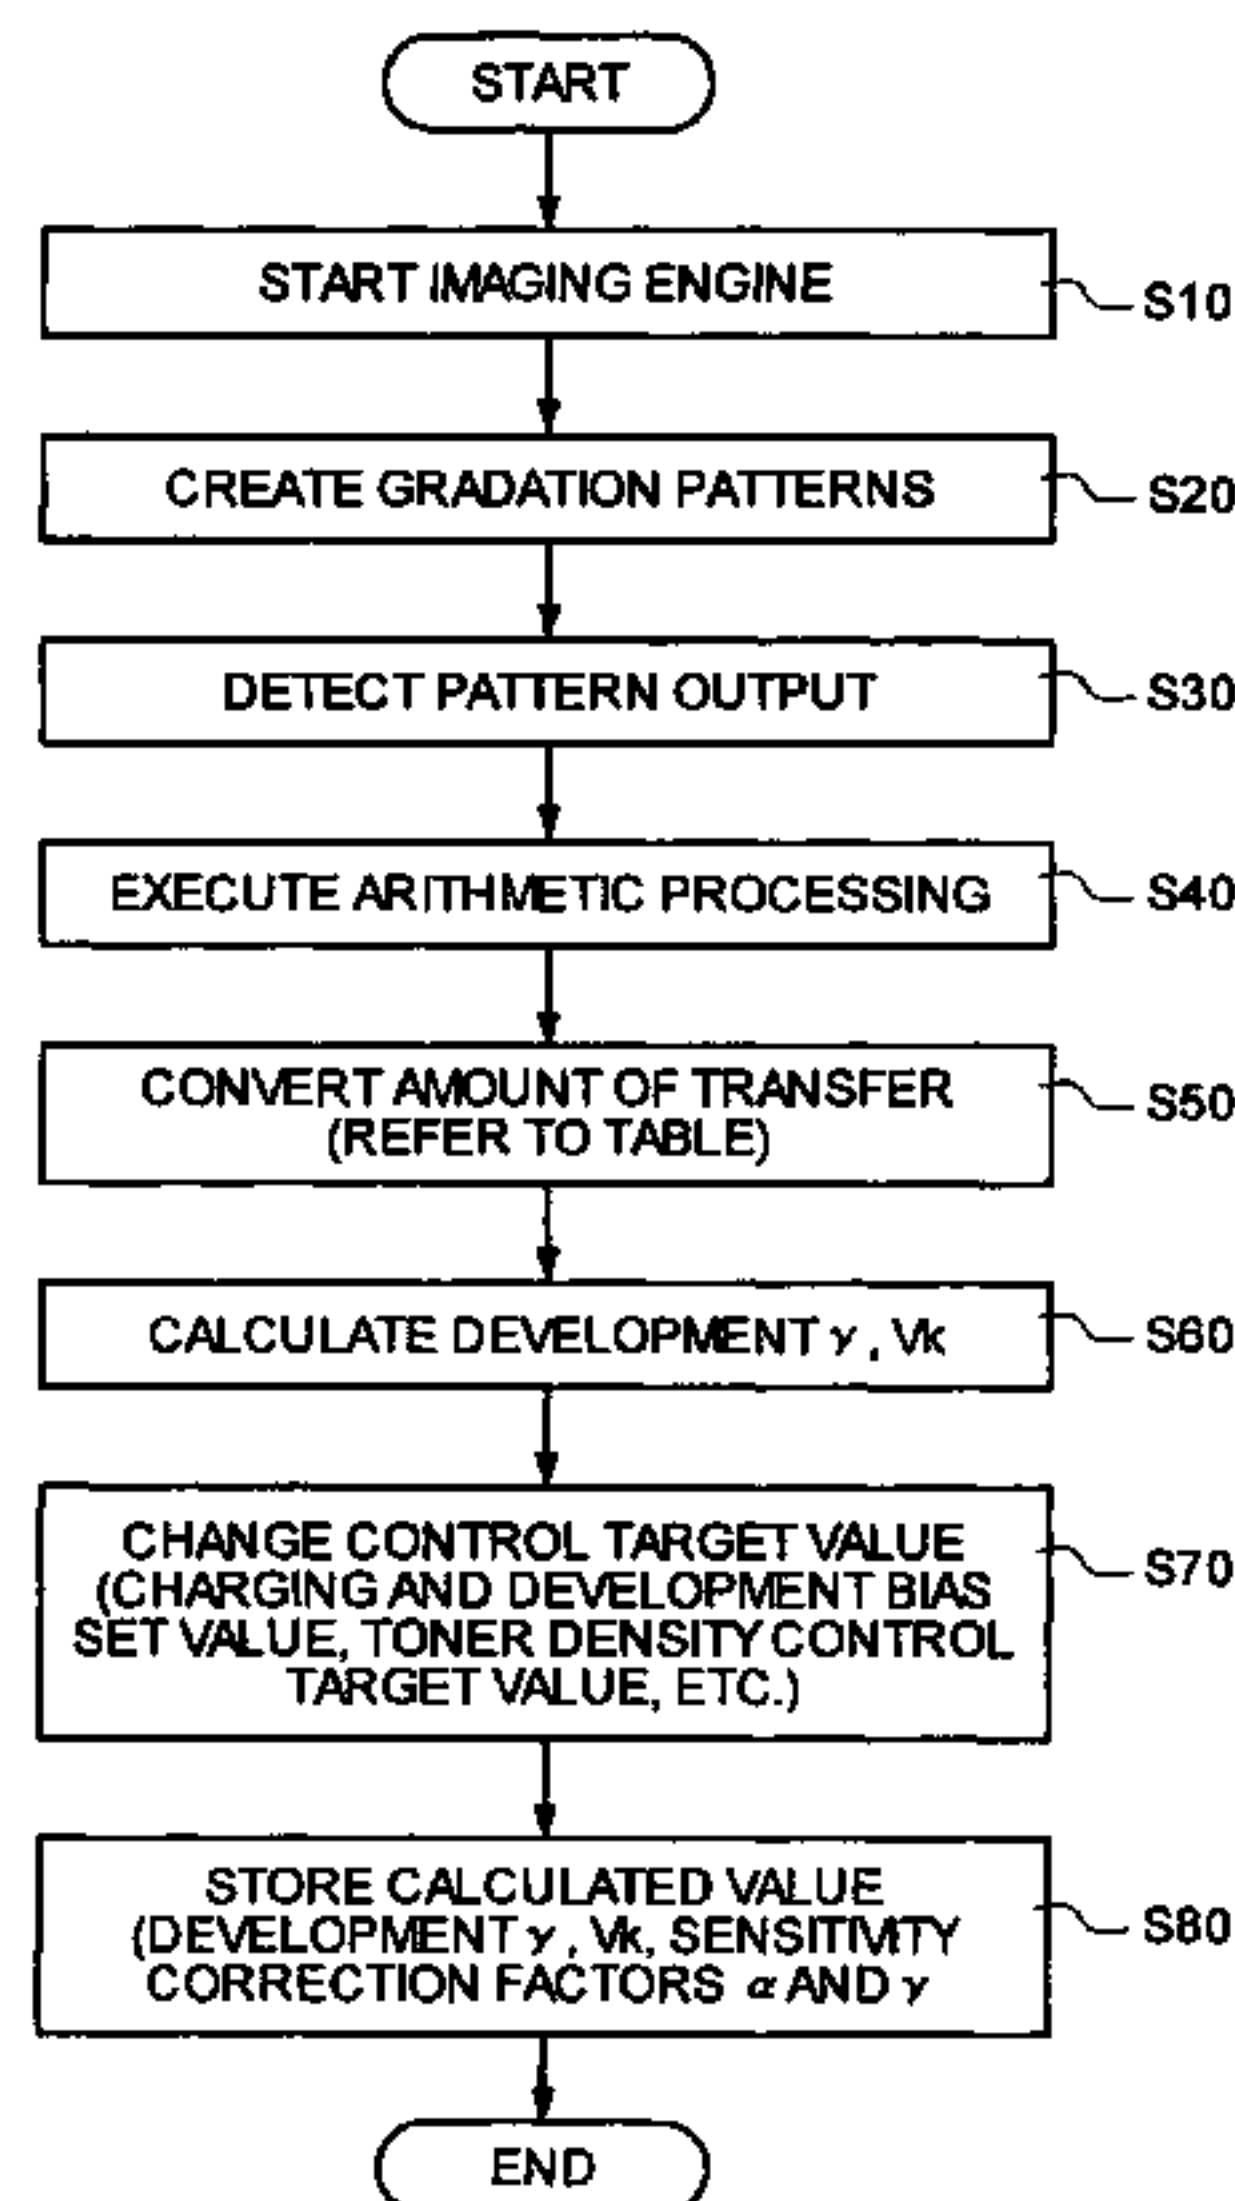 START
START IMAGING ENGINE
S10
CREATE GRADATION PATTERNS
S20
DETECT PATTERN OUTPUT
S30
EXECUTE ARITHMETIC PROCESSING
S40
CONVERT AMOUNT OF TRANSFER
(REFER TO TABLE)
S50
CALCULATE DEVELOPMENT γ, Vk
S60
CHANGE CONTROL TARGET VALUE
(CHARGING AND DEVELOPMENT BIAS
SET VALUE, TONER DENSITY CONTROL
TARGET VALUE, ETC.)
S70
STORE CALCULATED VALUE
(DEVELOPMENT γ, Vk, SENSITIVITY
CORRECTION FACTORS α AND γ
S80
END